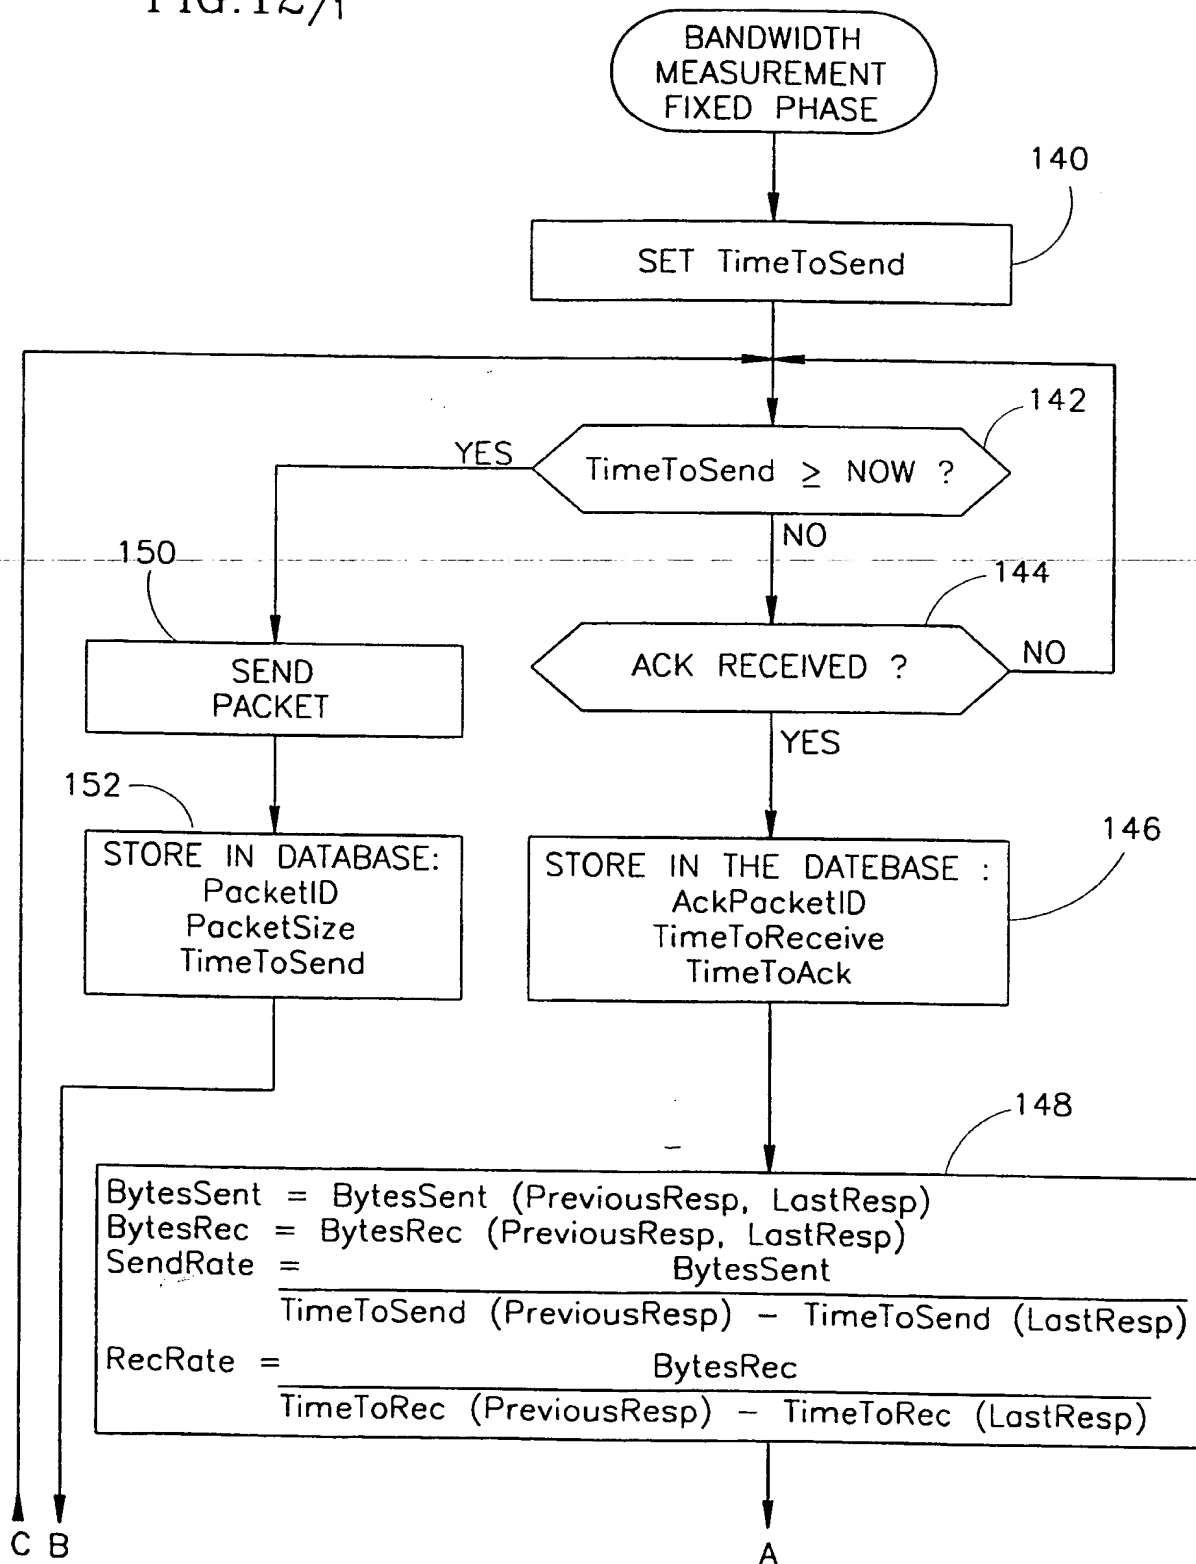 FIG.12/1
BANDWIDTH
MEASUREMENT
FIXED PHASE
140
SET TimeToSend
142
YES
TimeToSend ≥ NOW ?
NO
150
144
SEND
PACKET
ACK RECEIVED ?
NO
YES
152
146
STORE IN DATABASE:
PacketID
PacketSize
TimeToSend
STORE IN THE DATEBASE :
AckPacketID
TimeToReceive
TimeToAck
148
BytesSent = BytesSent (PreviousResp, LastResp)
BytesRec = BytesRec (PreviousResp, LastResp)
SendRate = BytesSent
TimeToSend (PreviousResp) – TimeToSend (LastResp)
RecRate = BytesRec
TimeToRec (PreviousResp) – TimeToRec (LastResp)
C B
A